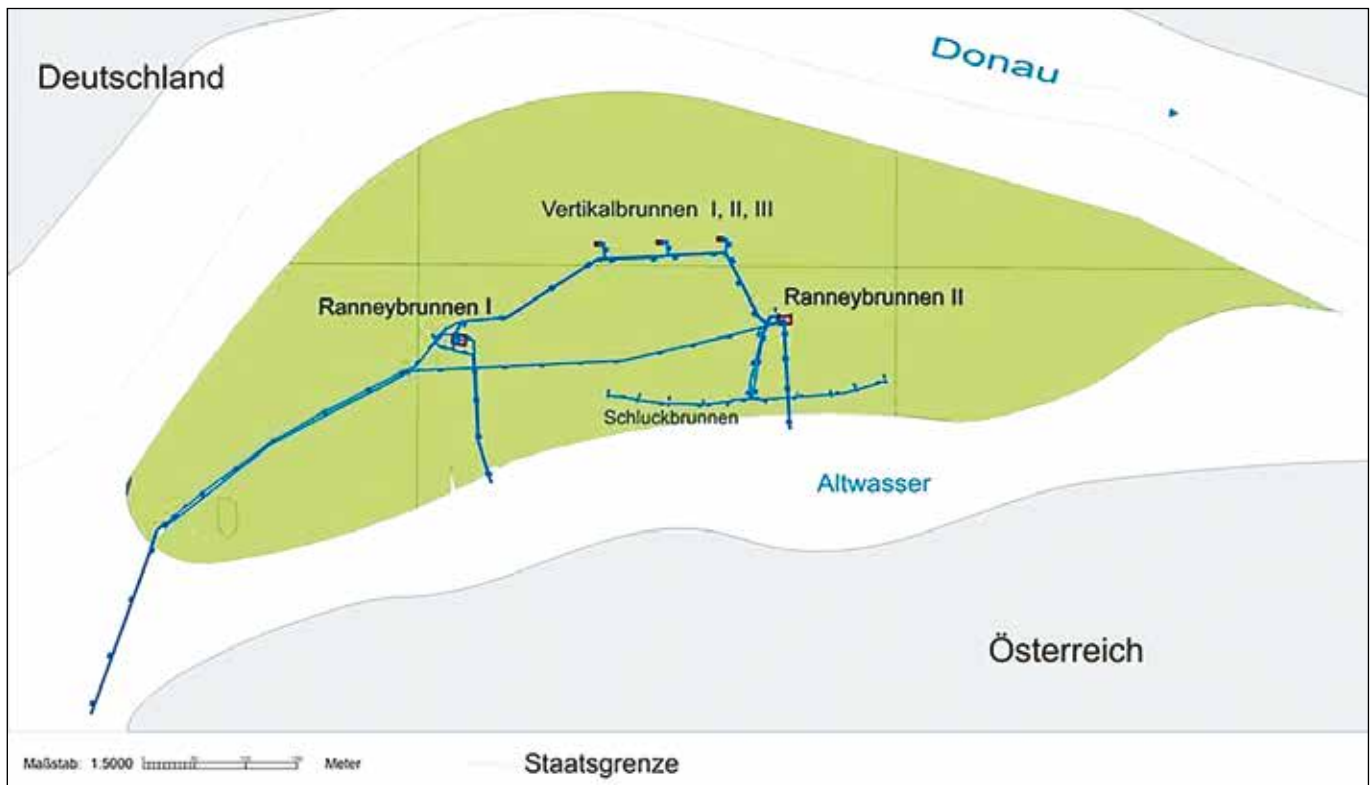 Deutschland
Donau
Vertikalbrunnen I, II, III
Ranneybrunnen I
Ranneybrunnen II
Schluckbrunnen
Altwasser
Österreich
Maßstab: 1:5000 Meter
Staatsgrenze